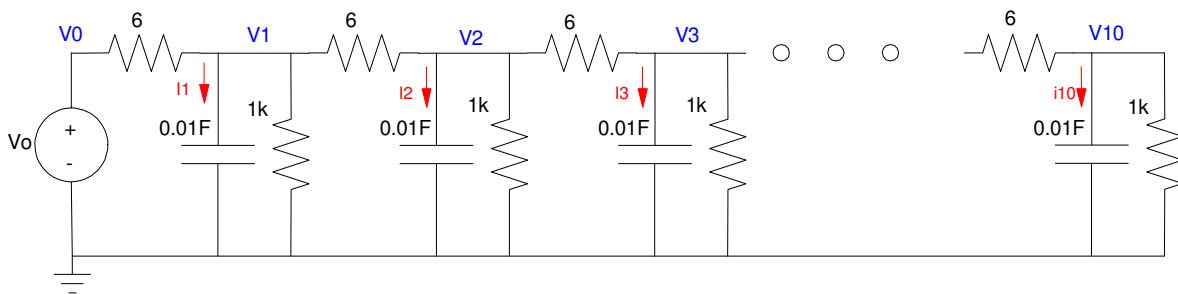 V0 6 V1 6 V2 6 V3 6 V10
I1 I2 I3 i10
1k 1k 1k 1k
0.01F 0.01F 0.01F 0.01F
Vo + -